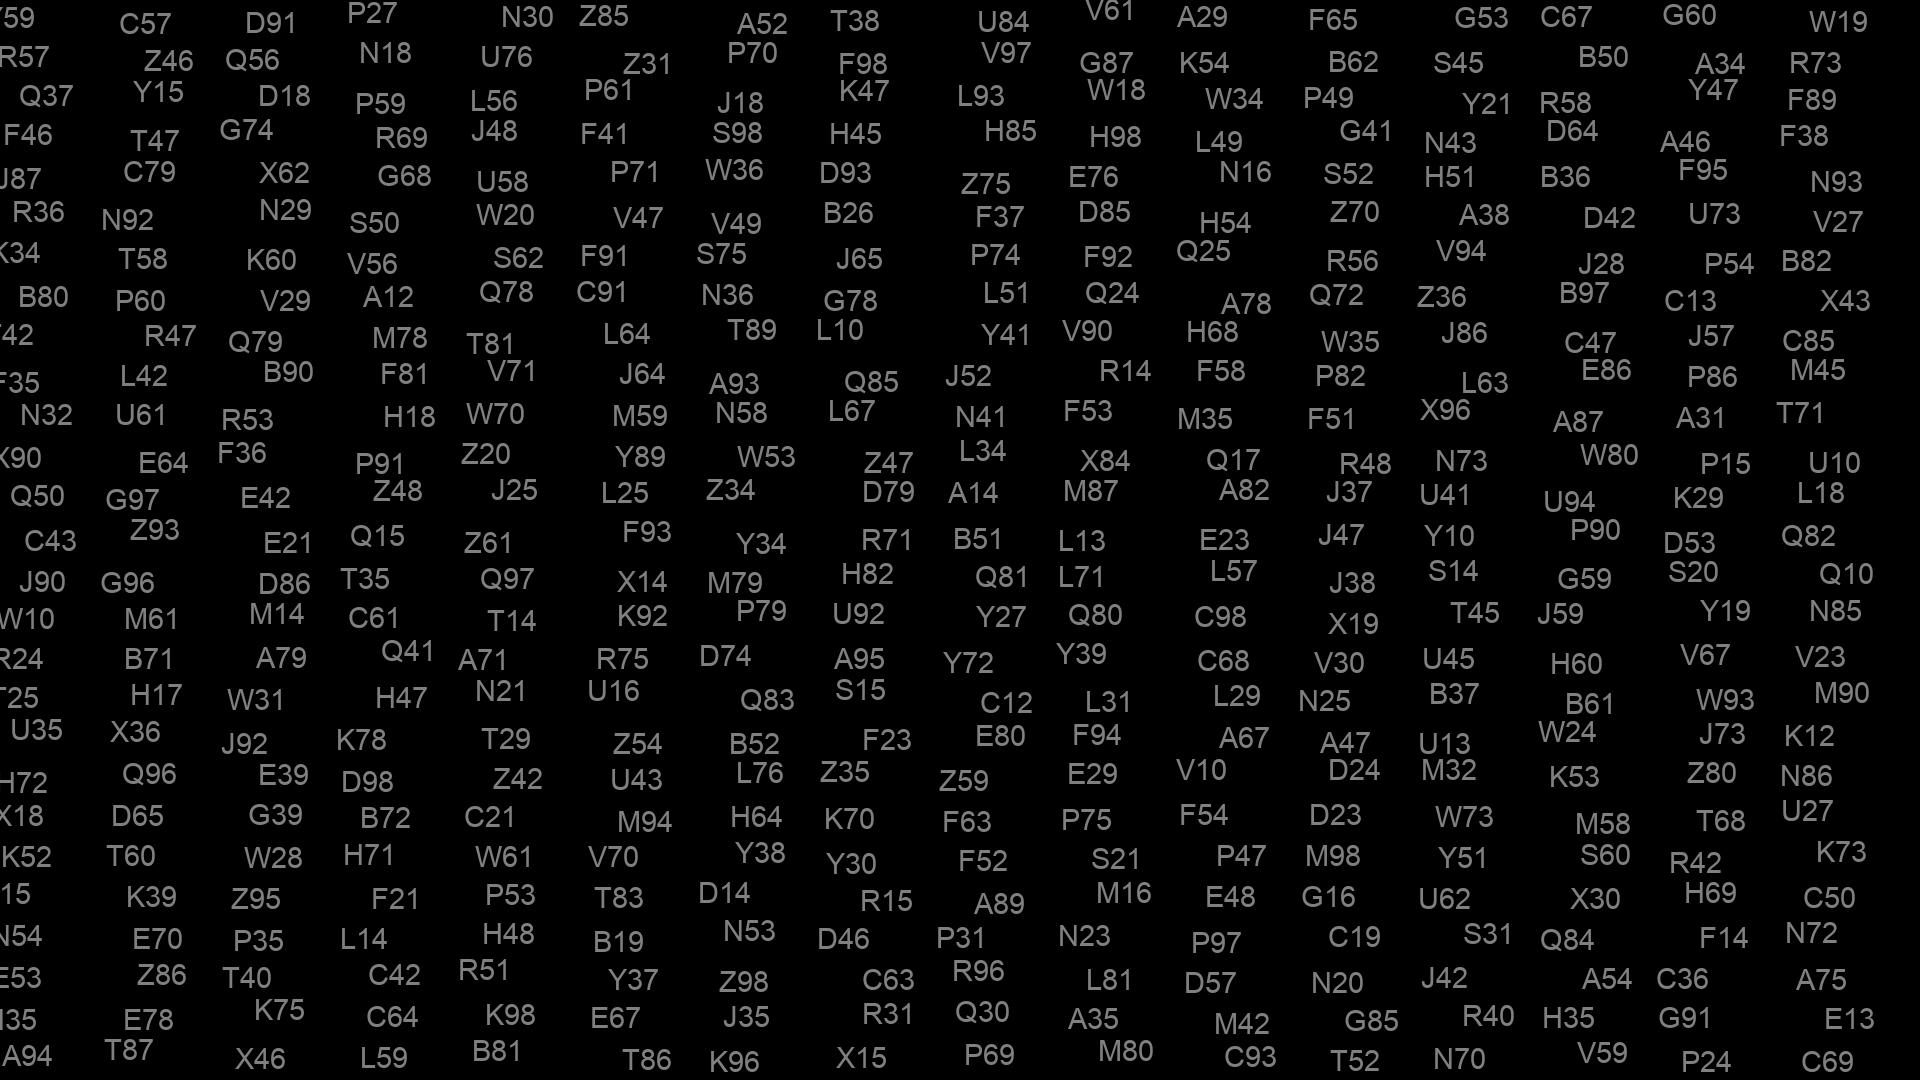 59 C57 D91 P27 N30 Z85 A52 T38 U84 V61 A29 F65 G53 C67 G60 W19
R57 Z46 Q56 N18 U76 Z31 P70 F98 V97 G87 K54 B62 S45 B50 A34 R73
Q37 Y15 D18 P59 L56 P61 J18 K47 L93 W18 W34 P49 Y21 R58 Y47 F89
F46 T47 G74 R69 J48 F41 S98 H45 H85 H98 L49 G41 N43 D64 A46 F38
J87 C79 X62 G68 U58 P71 W36 D93 Z75 E76 N16 S52 H51 B36 F95 N93
R36 N92 N29 S50 W20 V47 V49 B26 F37 D85 H54 Z70 A38 D42 U73 V27
K34 T58 K60 V56 S62 F91 S75 J65 P74 F92 Q25 R56 V94 J28 P54 B82
B80 P60 V29 A12 Q78 C91 N36 G78 L51 Q24 A78 Q72 Z36 B97 C13 X43
42 R47 Q79 M78 T81 L64 T89 L10 Y41 V90 H68 W35 J86 C47 J57 C85
F35 L42 B90 F81 V71 J64 A93 Q85 J52 R14 F58 P82 L63 E86 P86 M45
N32 U61 R53 H18 W70 M59 N58 L67 N41 F53 M35 F51 X96 A87 A31 T71
X90 E64 F36 P91 Z20 Y89 W53 Z47 L34 X84 Q17 R48 N73 W80 P15 U10
Q50 G97 E42 Z48 J25 L25 Z34 D79 A14 M87 A82 J37 U41 U94 K29 L18
C43 Z93 E21 Q15 Z61 F93 Y34 R71 B51 L13 E23 J47 Y10 P90 D53 Q82
J90 G96 D86 T35 Q97 X14 M79 H82 Q81 L71 L57 J38 S14 G59 S20 Q10
W10 M61 M14 C61 T14 K92 P79 U92 Y27 Q80 C98 X19 T45 J59 Y19 N85
R24 B71 A79 Q41 A71 R75 D74 A95 Y72 Y39 C68 V30 U45 H60 V67 V23
T25 H17 W31 H47 N21 U16 Q83 S15 C12 L31 L29 N25 B37 B61 W93 M90
U35 X36 J92 K78 T29 Z54 B52 F23 E80 F94 A67 A47 U13 W24 J73 K12
H72 Q96 E39 D98 Z42 U43 L76 Z35 Z59 E29 V10 D24 M32 K53 Z80 N86
X18 D65 G39 B72 C21 M94 H64 K70 F63 P75 F54 D23 W73 M58 T68 U27
K52 T60 W28 H71 W61 V70 Y38 Y30 F52 S21 P47 M98 Y51 S60 R42 K73
15 K39 Z95 F21 P53 T83 D14 R15 A89 M16 E48 G16 U62 X30 H69 C50
N54 E70 P35 L14 H48 B19 N53 D46 P31 N23 P97 C19 S31 Q84 F14 N72
E53 Z86 T40 C42 R51 Y37 Z98 C63 R96 L81 D57 N20 J42 A54 C36 A75
35 E78 K75 C64 K98 E67 J35 R31 Q30 A35 M42 G85 R40 H35 G91 E13
A94 T87 X46 L59 B81 T86 K96 X15 P69 M80 C93 T52 N70 V59 P24 C69